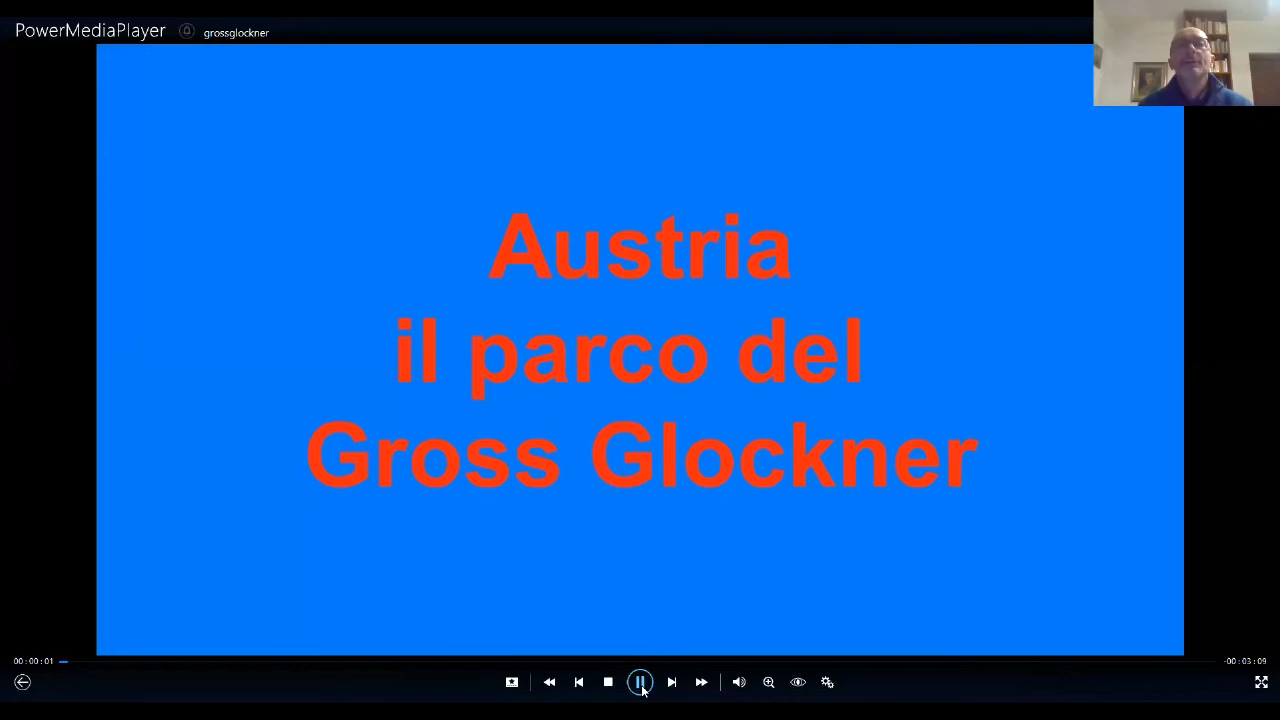 PowerMediaPlayer
grossglockner
Austria
il parco del
Gross Glockner
00:00:01
-00:03:09